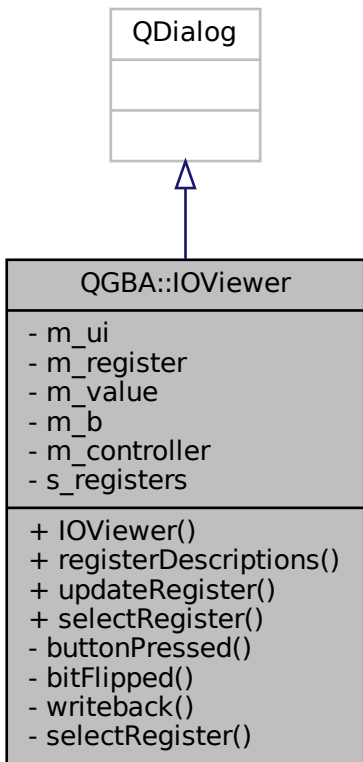 QDialog
QGBA::IOViewer
- m_ui
- m_register
- m_value
- m_b
- m_controller
- s_registers
+ IOViewer()
+ registerDescriptions()
+ updateRegister()
+ selectRegister()
- buttonPressed()
- bitFlipped()
- writeback()
- selectRegister()